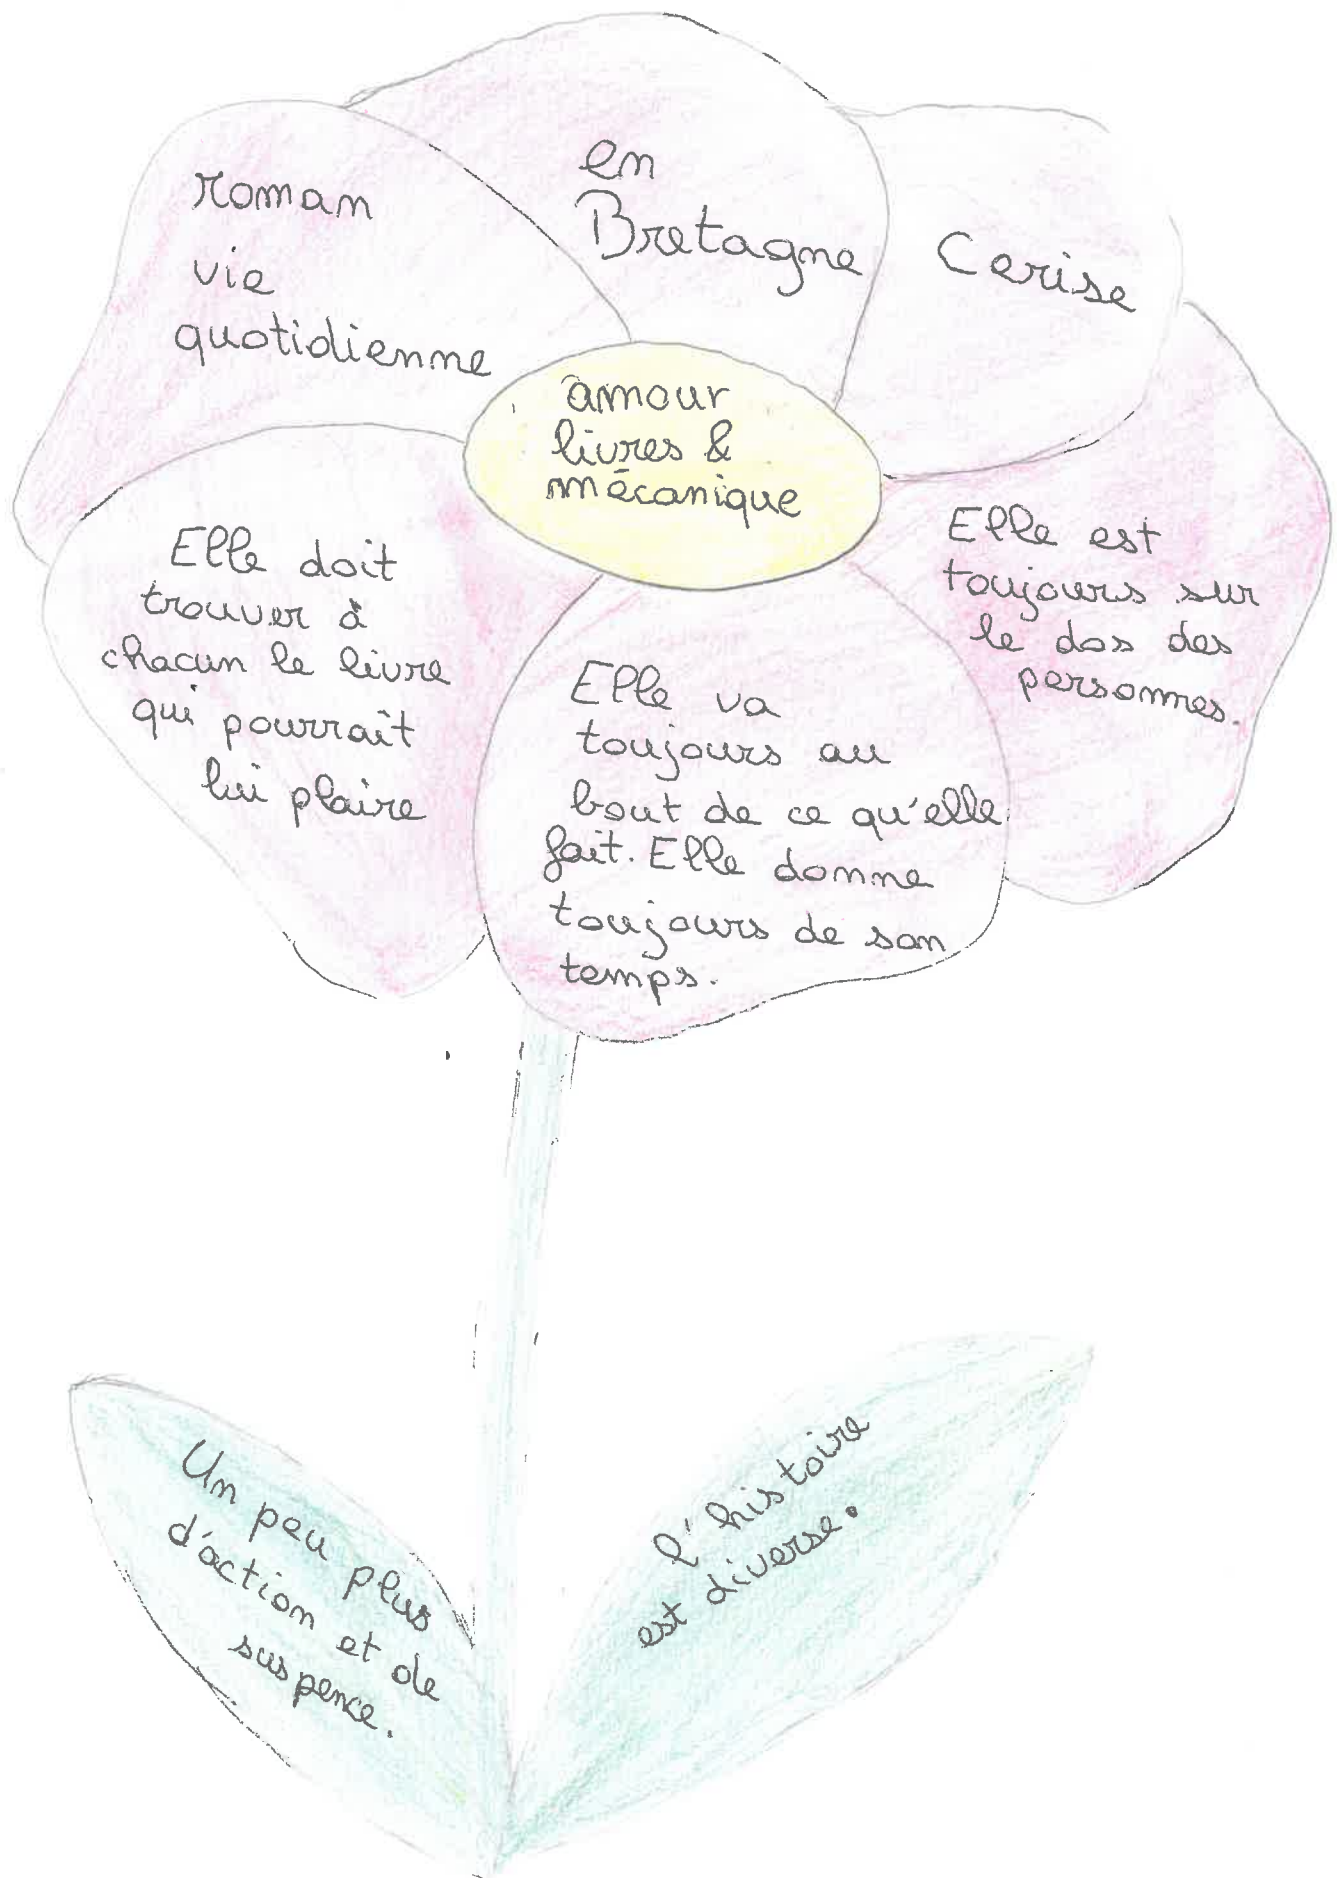 roman
vie
quotidienne
en
Bretagne
Cerise
amour
livres &
mécanique
Elle doit
trouver à
chacun le livre
qui pourrait
lui plaire
Elle va
toujours au
bout de ce qu'elle
fait. Elle donne
toujours de son
temps.
Elle est
toujours sur
le dos des
personnes.
Un peu plus
d'action et de
suspence.
l'histoire
est diverse.